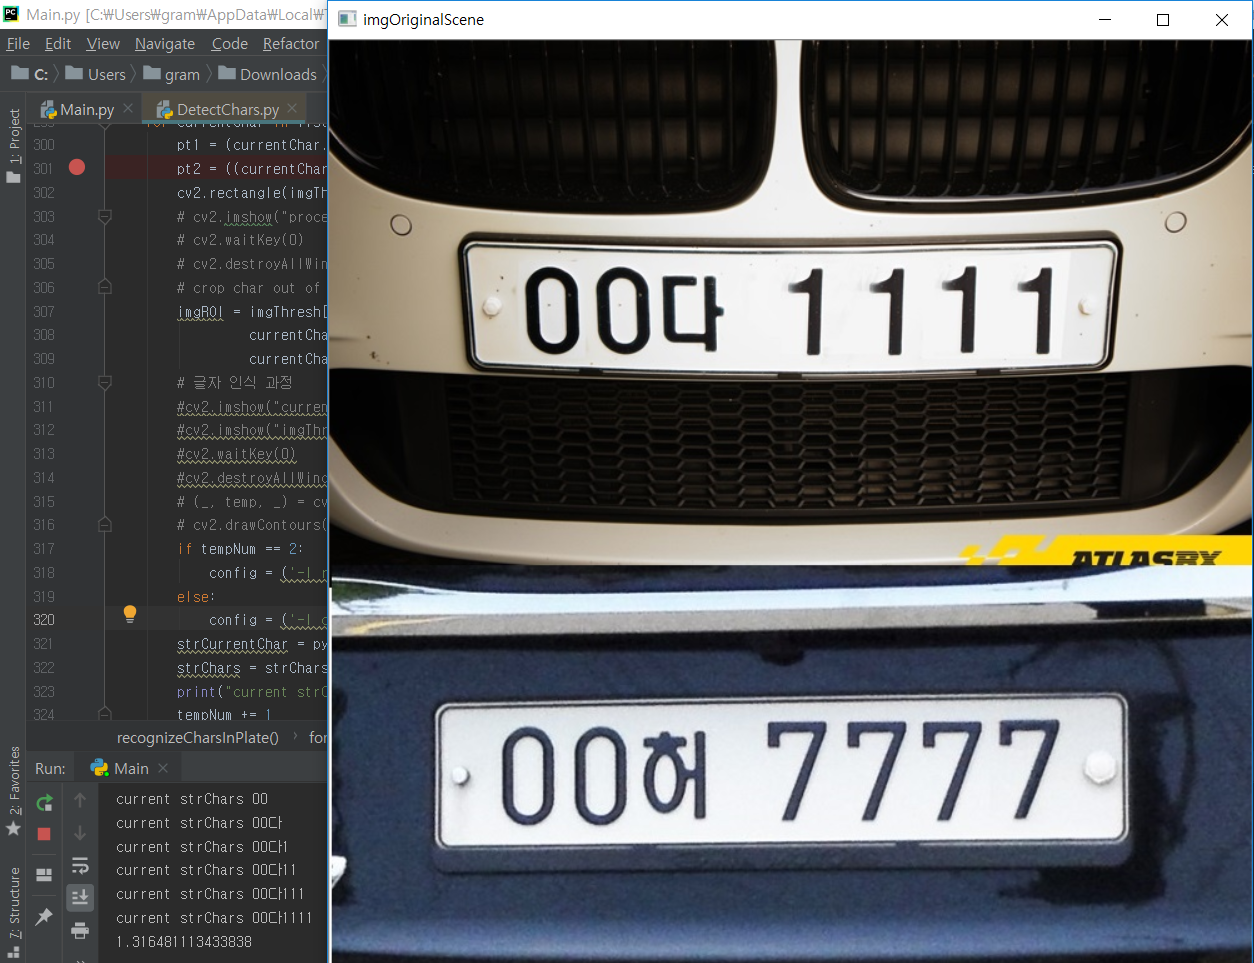 Main.py [C:₩Users₩gram₩AppData₩Local₩
File Edit View Navigate Code Refactor
C: Users gram Downloads
Main.py DetectChars.py
1: Project
300 pt1 = (currentChar.
301 pt2 = ((currentChar
302 cv2.rectangle(imgTh
303 # cv2.imshow("proce
304 # cv2.waitKey(0)
305 # cv2.destroyAllWin
306 # crop char out of
307 imgROI = imgThresh[
308 currentCha
309 currentCha
310 # 글자 인식 과정
311 #cv2.imshow("curren
312 #cv2.imshow("imgThr
313 #cv2.waitKey(0)
314 #cv2.destroyAllWind
315 # (_, temp, _) = cv
316 # cv2.drawContours(
317 if tempNum == 2:
318 config = ('-l
319 else:
320 config = ('-l
321 strCurrentChar = py
322 strChars = strChars
323 print("current strC
324 tempNum += 1
recognizeCharsInPlate() for
Run: Main
2: Favorites
7: Structure
current strChars 00
current strChars 00다
current strChars 00다1
current strChars 00다11
current strChars 00다111
current strChars 00다1111
1.316481113433838
imgOriginalScene
00다 1111
ATLASBX
00허 7777